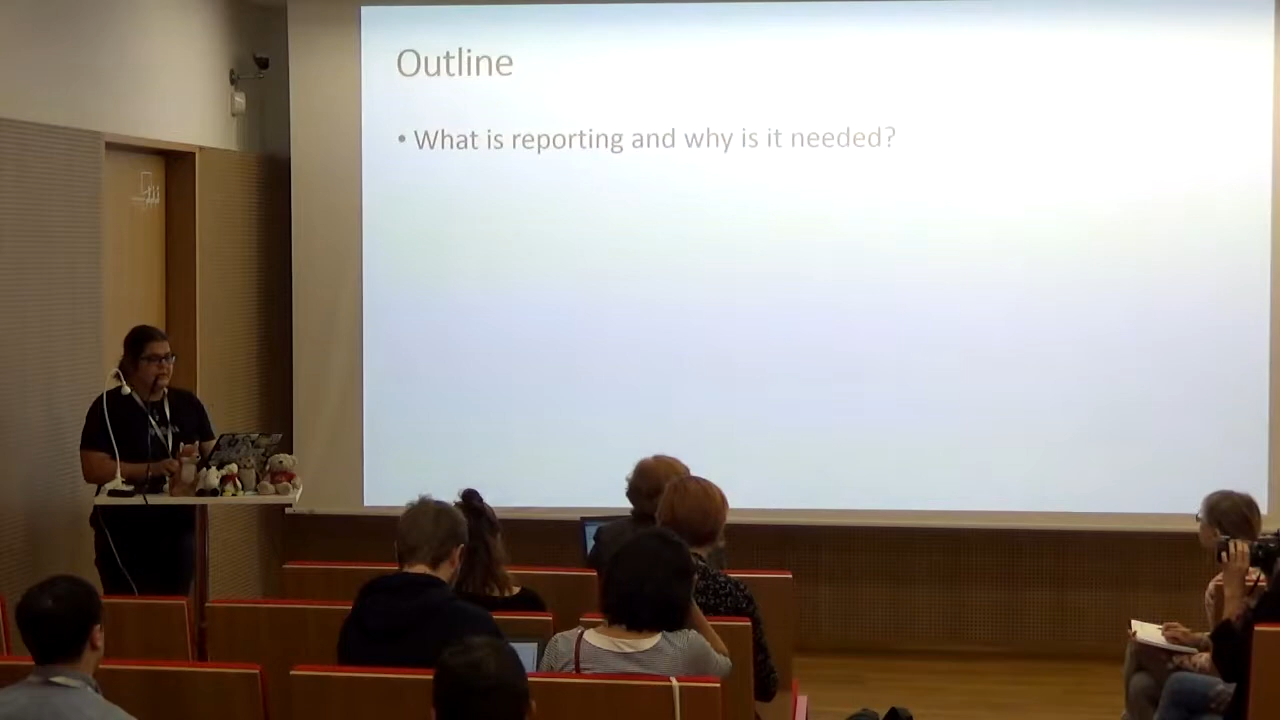 Outline
• What is reporting and why is it needed?